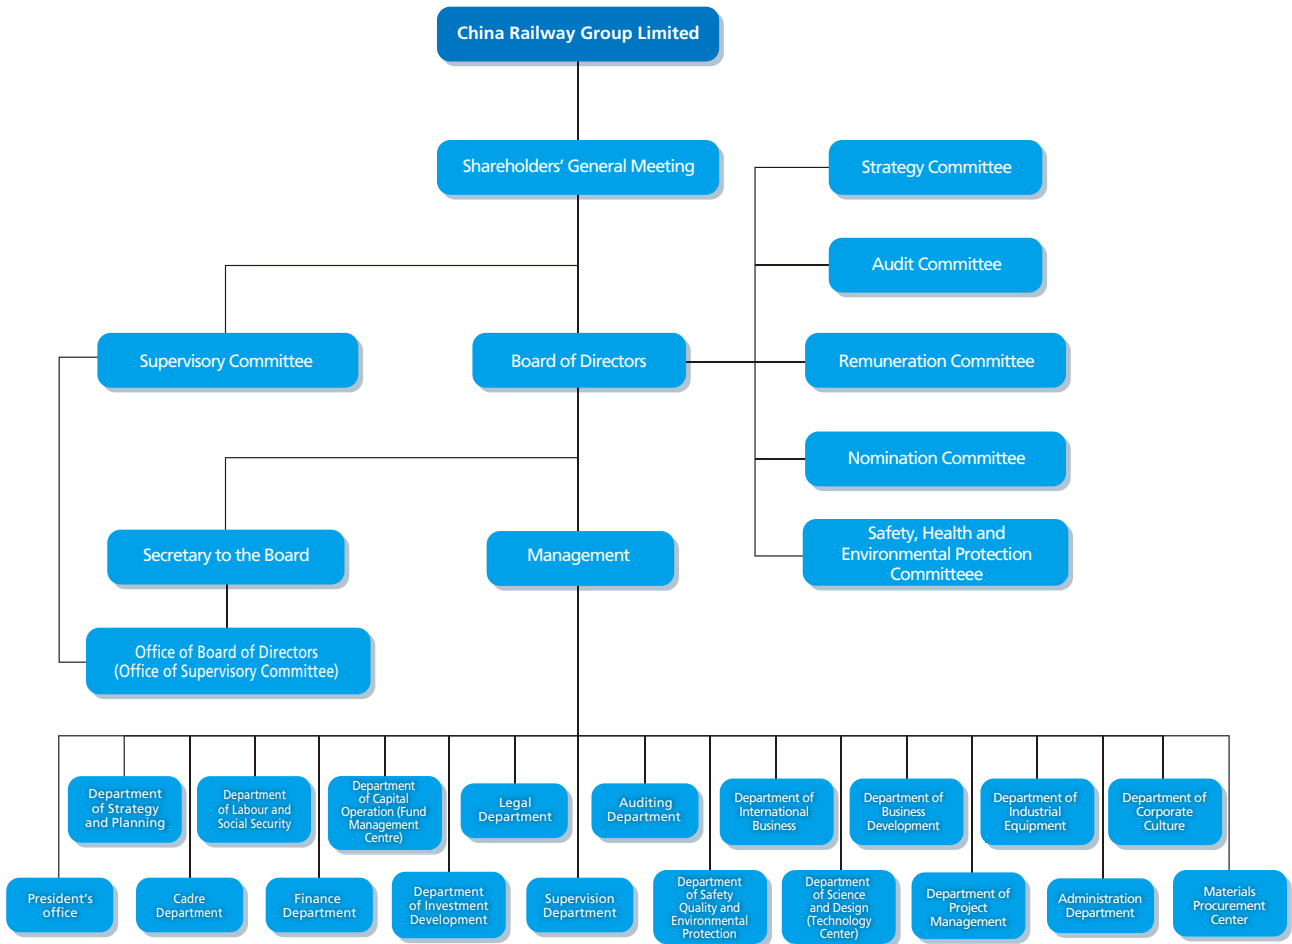 China Railway Group Limited
Shareholders’ General Meeting
Strategy Committee
Audit Committee
Supervisory Committee
Board of Directors
Remuneration Committee
Nomination Committee
Secretary to the Board
Management
Safety, Health and
Environmental Protection
Committeee
Office of Board of Directors
(Office of Supervisory Committee)
Department
of Strategy
and Planning
Department
of Labour and
Social Security
Department
of Capital
Operation (Fund
Management
Centre)
Legal
Department
Auditing
Department
Department of
International
Business
Department of
Business
Development
Department of
Industrial
Equipment
Department of
Corporate
Culture
President’s
office
Cadre
Department
Finance
Department
Department
of Investment
Development
Supervision
Department
Department
of Safety
Quality and
Environmental
Protection
Department
of Science
and Design
(Technology
Center)
Department of
Project
Management
Administration
Department
Materials
Procurement
Center